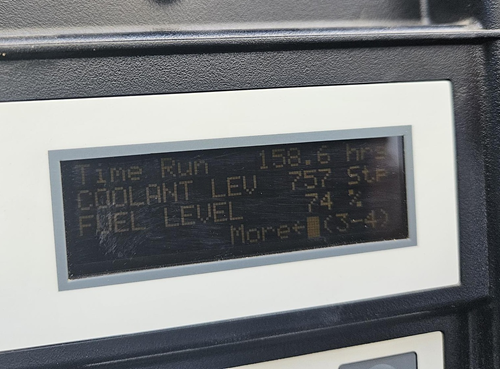 Time Run 158.6 hrs
COOLANT LEV 757 Stp
FUEL LEVEL 74 %
More← (3-4)